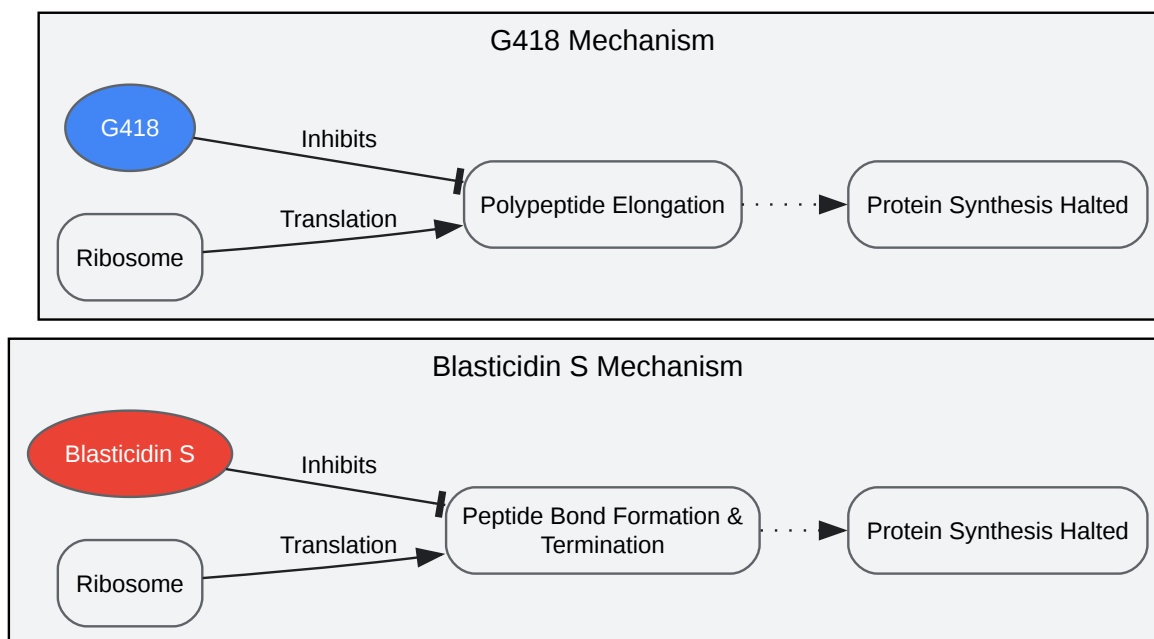 G418 Mechanism
G418
Inhibits
Polypeptide Elongation
Protein Synthesis Halted
Translation
Ribosome
Blasticidin S Mechanism
Blasticidin S
Inhibits
Peptide Bond Formation &
Termination
Protein Synthesis Halted
Translation
Ribosome